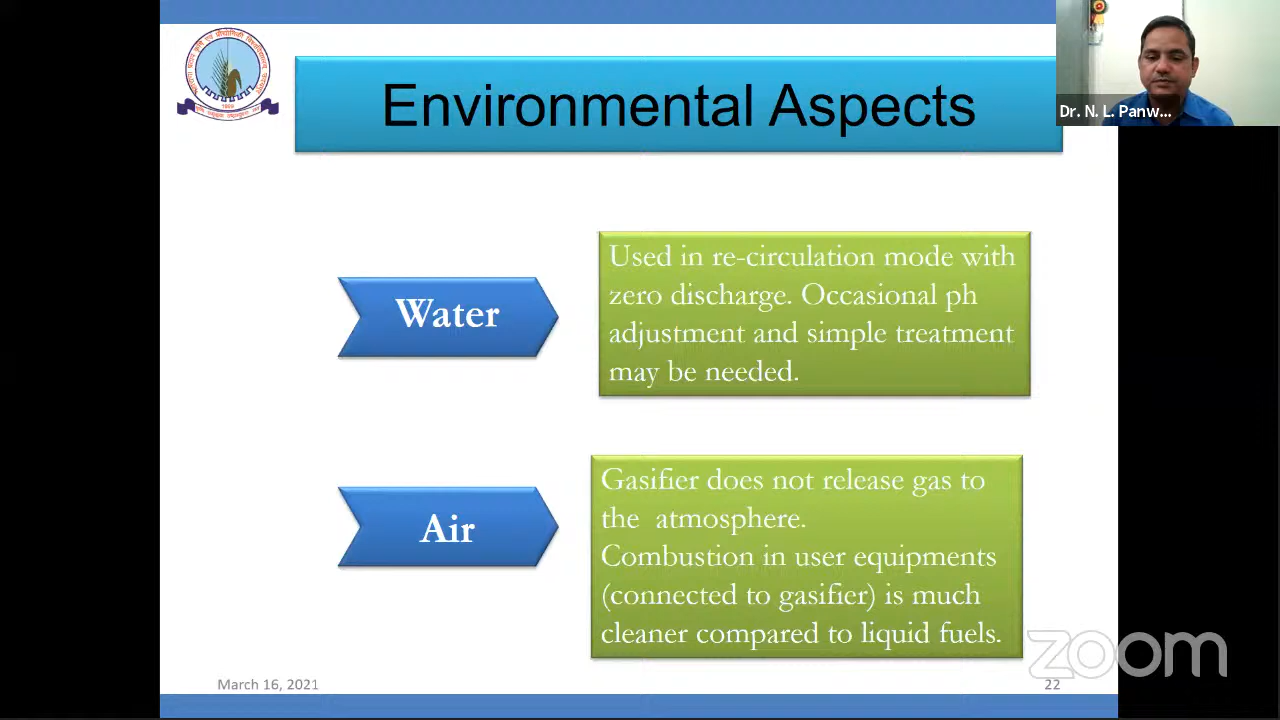 Environmental Aspects
Dr. N. L. Panw...
1999
Water
Used in re-circulation mode with
zero discharge. Occasional ph
adjustment and simple treatment
may be needed.
Air
Gasifier does not release gas to
the atmosphere.
Combustion in user equipments
(connected to gasifier) is much
cleaner compared to liquid fuels.
zoom
March 16, 2021
22